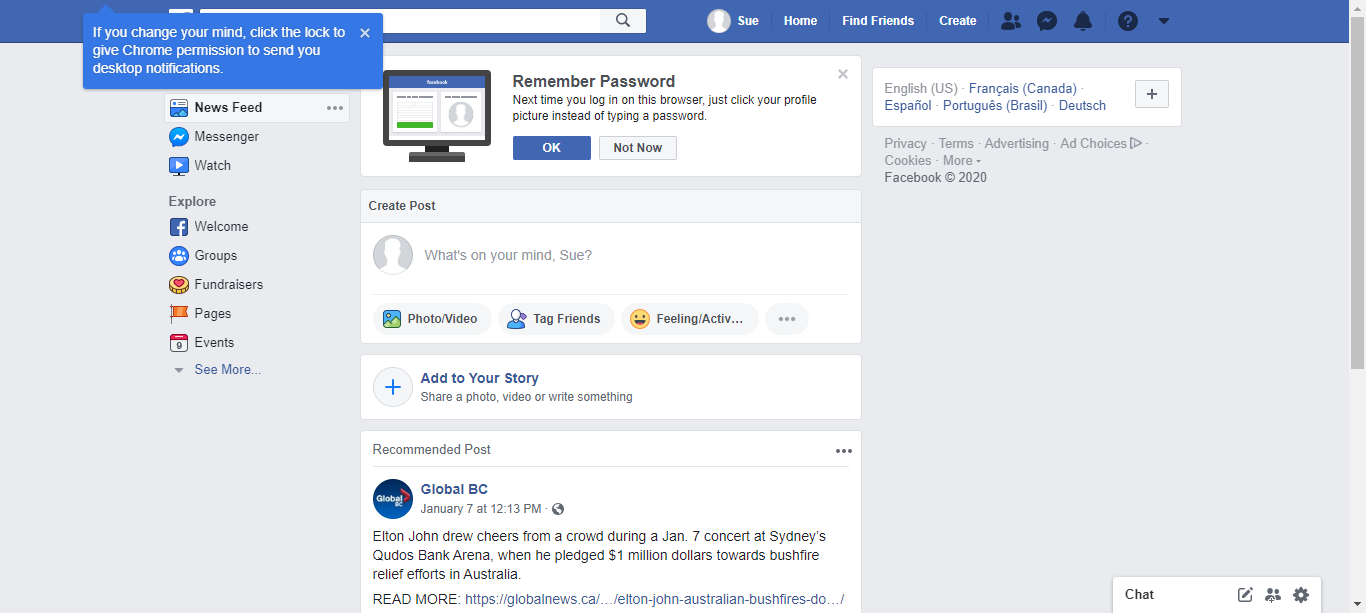 If you change your mind, click the lock to
give Chrome permission to send you
desktop notifications.
Sue
Home
Find Friends
Create
News Feed
Messenger
Watch
Explore
Welcome
Groups
Fundraisers
Pages
9
Events
See More...
facebook
Remember Password
Next time you log in on this browser, just click your profile
picture instead of typing a password.
OK
Not Now
Create Post
What's on your mind, Sue?
Photo/Video
Tag Friends
Feeling/Activ...
Add to Your Story
Share a photo, video or write something
Recommended Post
Global BC
Global BC
January 7 at 12:13 PM ·
Elton John drew cheers from a crowd during a Jan. 7 concert at Sydney’s
Qudos Bank Arena, when he pledged $1 million dollars towards bushfire
relief efforts in Australia.
READ MORE: https://globalnews.ca/…/elton-john-australian-bushfires-do…/
English (US) · Français (Canada) ·
Español · Português (Brasil) · Deutsch
Privacy · Terms · Advertising · Ad Choices ·
Cookies · More
Facebook © 2020
Chat